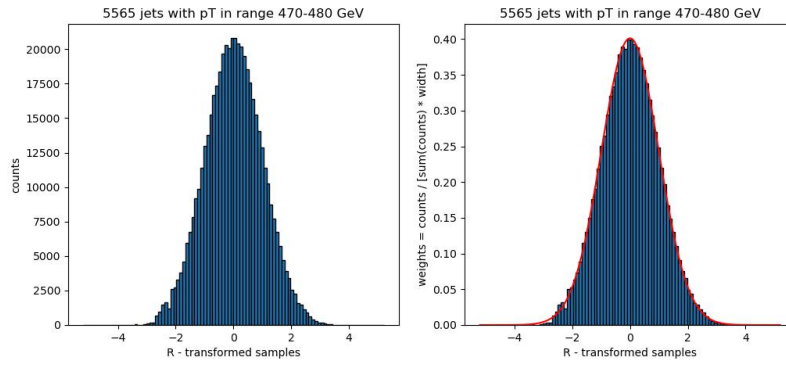 5565 jets with pT in range 470-480 GeV
20000
17500
15000
12500
10000
7500
5000
2500
0
counts
−4 −2 0 2 4
R - transformed samples
5565 jets with pT in range 470-480 GeV
0.40
0.35
0.30
0.25
0.20
0.15
0.10
0.05
0.00
weights = counts / [sum(counts) * width]
−4 −2 0 2 4
R - transformed samples